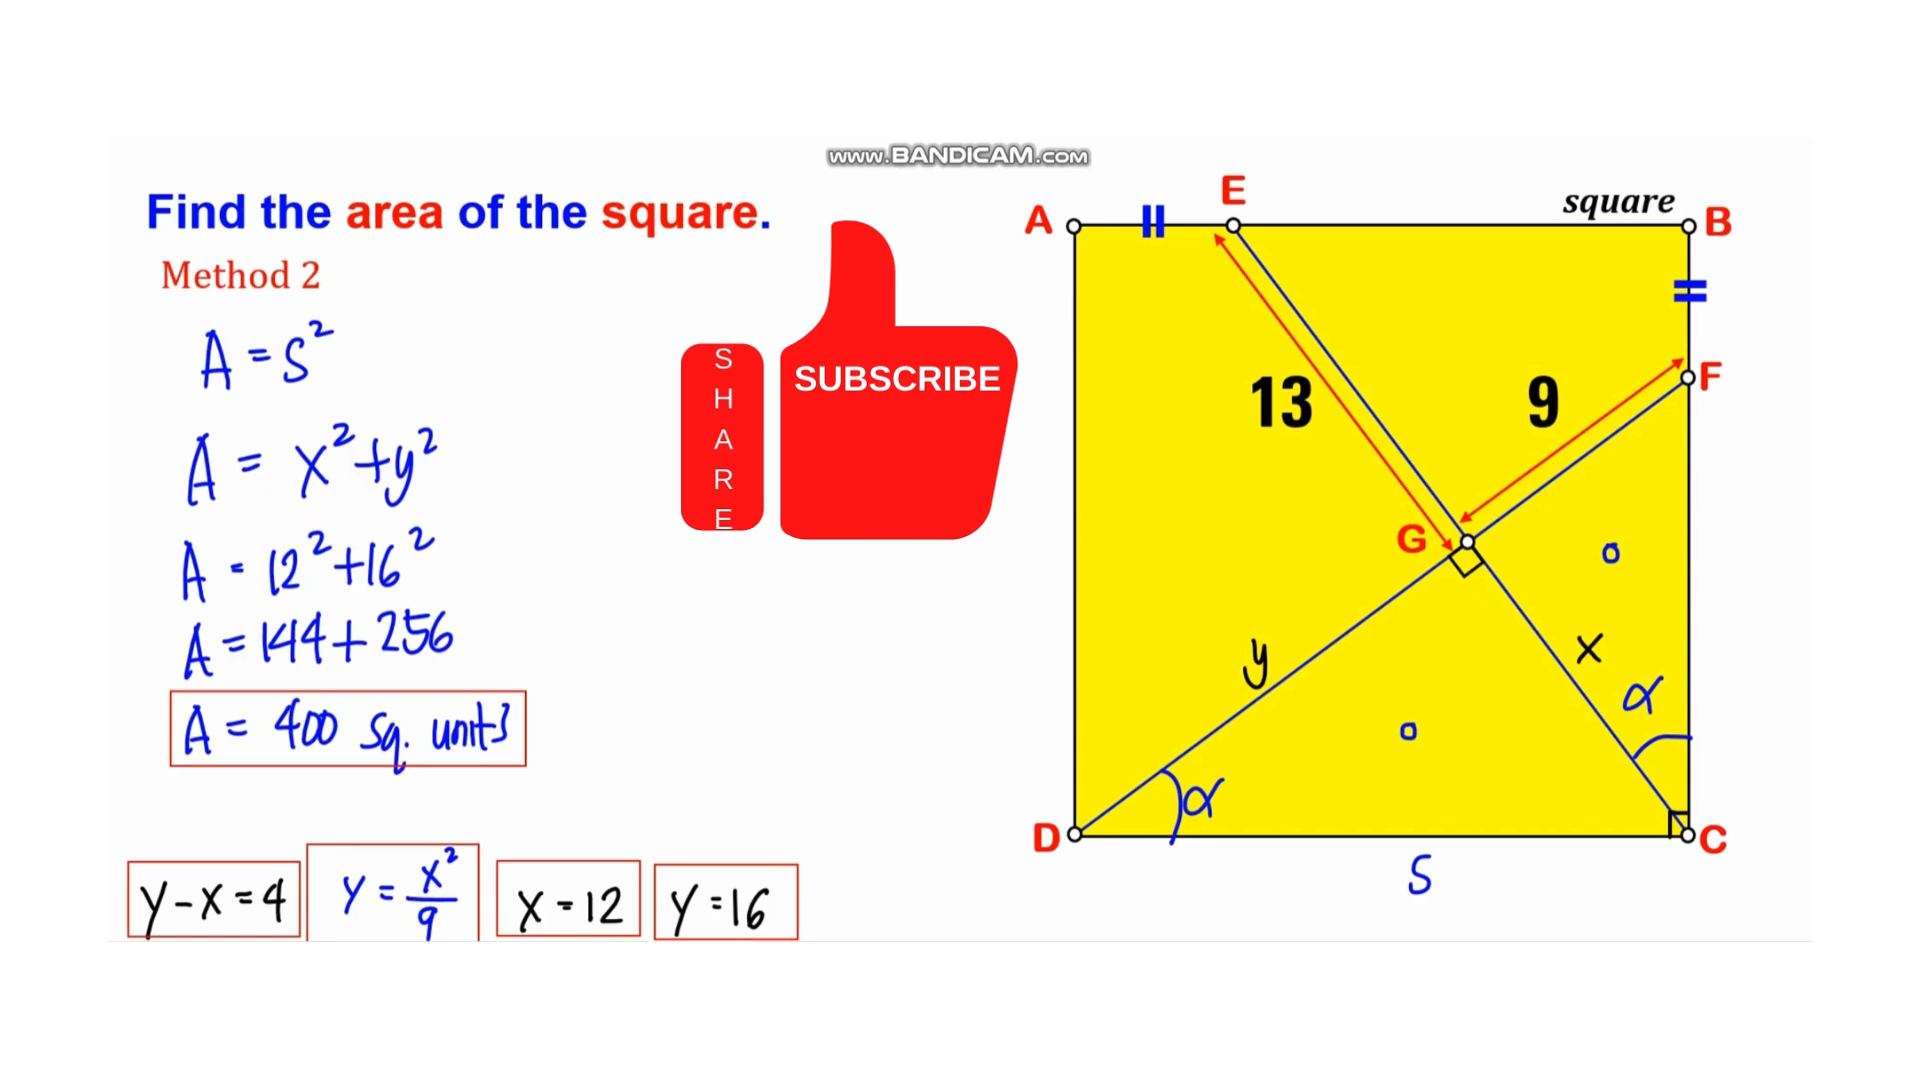 www.BANDICAM.com
Find the area of the square.
Method 2
A = S²
A = x²+y²
A = 12²+16²
A = 144+256
A = 400 sq. units
y-x=4
y = x²/9
x=12
y=16
S
H
A
R
E
SUBSCRIBE
square
A
E
B
F
13
9
G
y
x
α
α
D
C
S